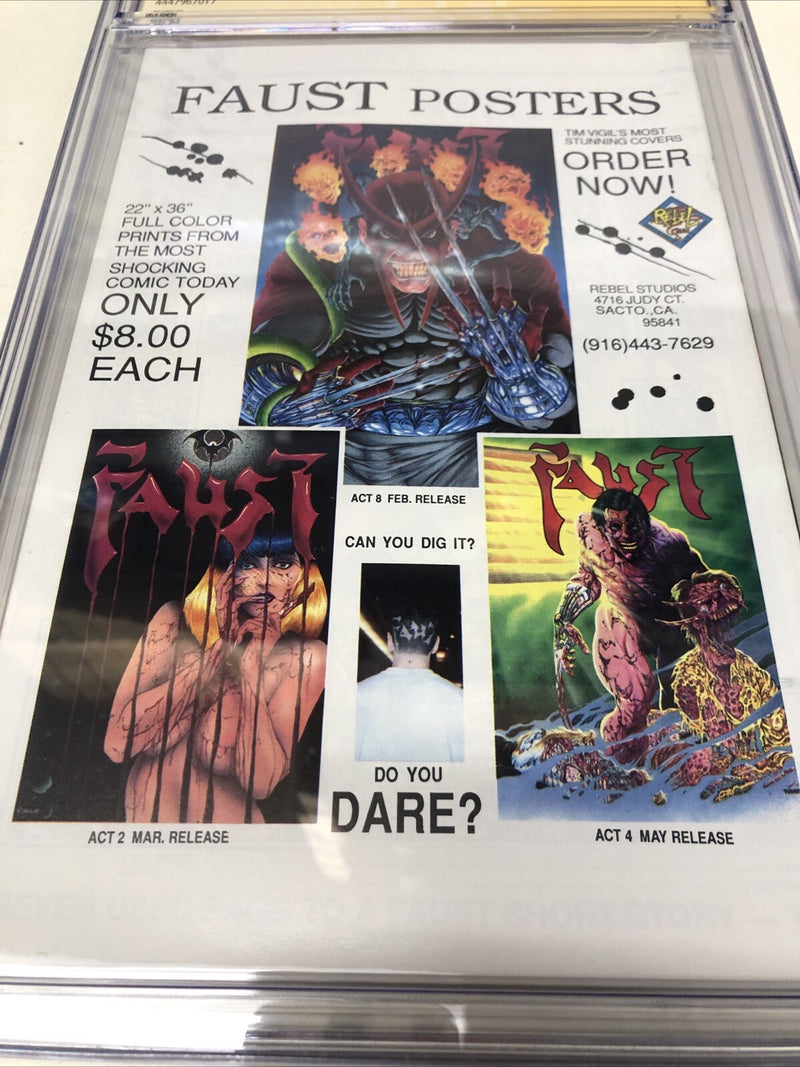 4447967017
FAUST POSTERS
22" x 36"
FULL COLOR
PRINTS FROM
THE MOST
SHOCKING
COMIC TODAY
ONLY
$8.00
EACH
FAUST
TIM VIGIL'S MOST
STUNNING COVERS
ORDER
NOW!
REBEL
REBEL STUDIOS
4716 JUDY CT.
SACTO.,CA.
95841
(916)443-7629
ACT 8 FEB. RELEASE
FAUST
CAN YOU DIG IT?
FAUST
DO YOU
DARE?
FAUST
ACT 2 MAR. RELEASE
ACT 4 MAY RELEASE